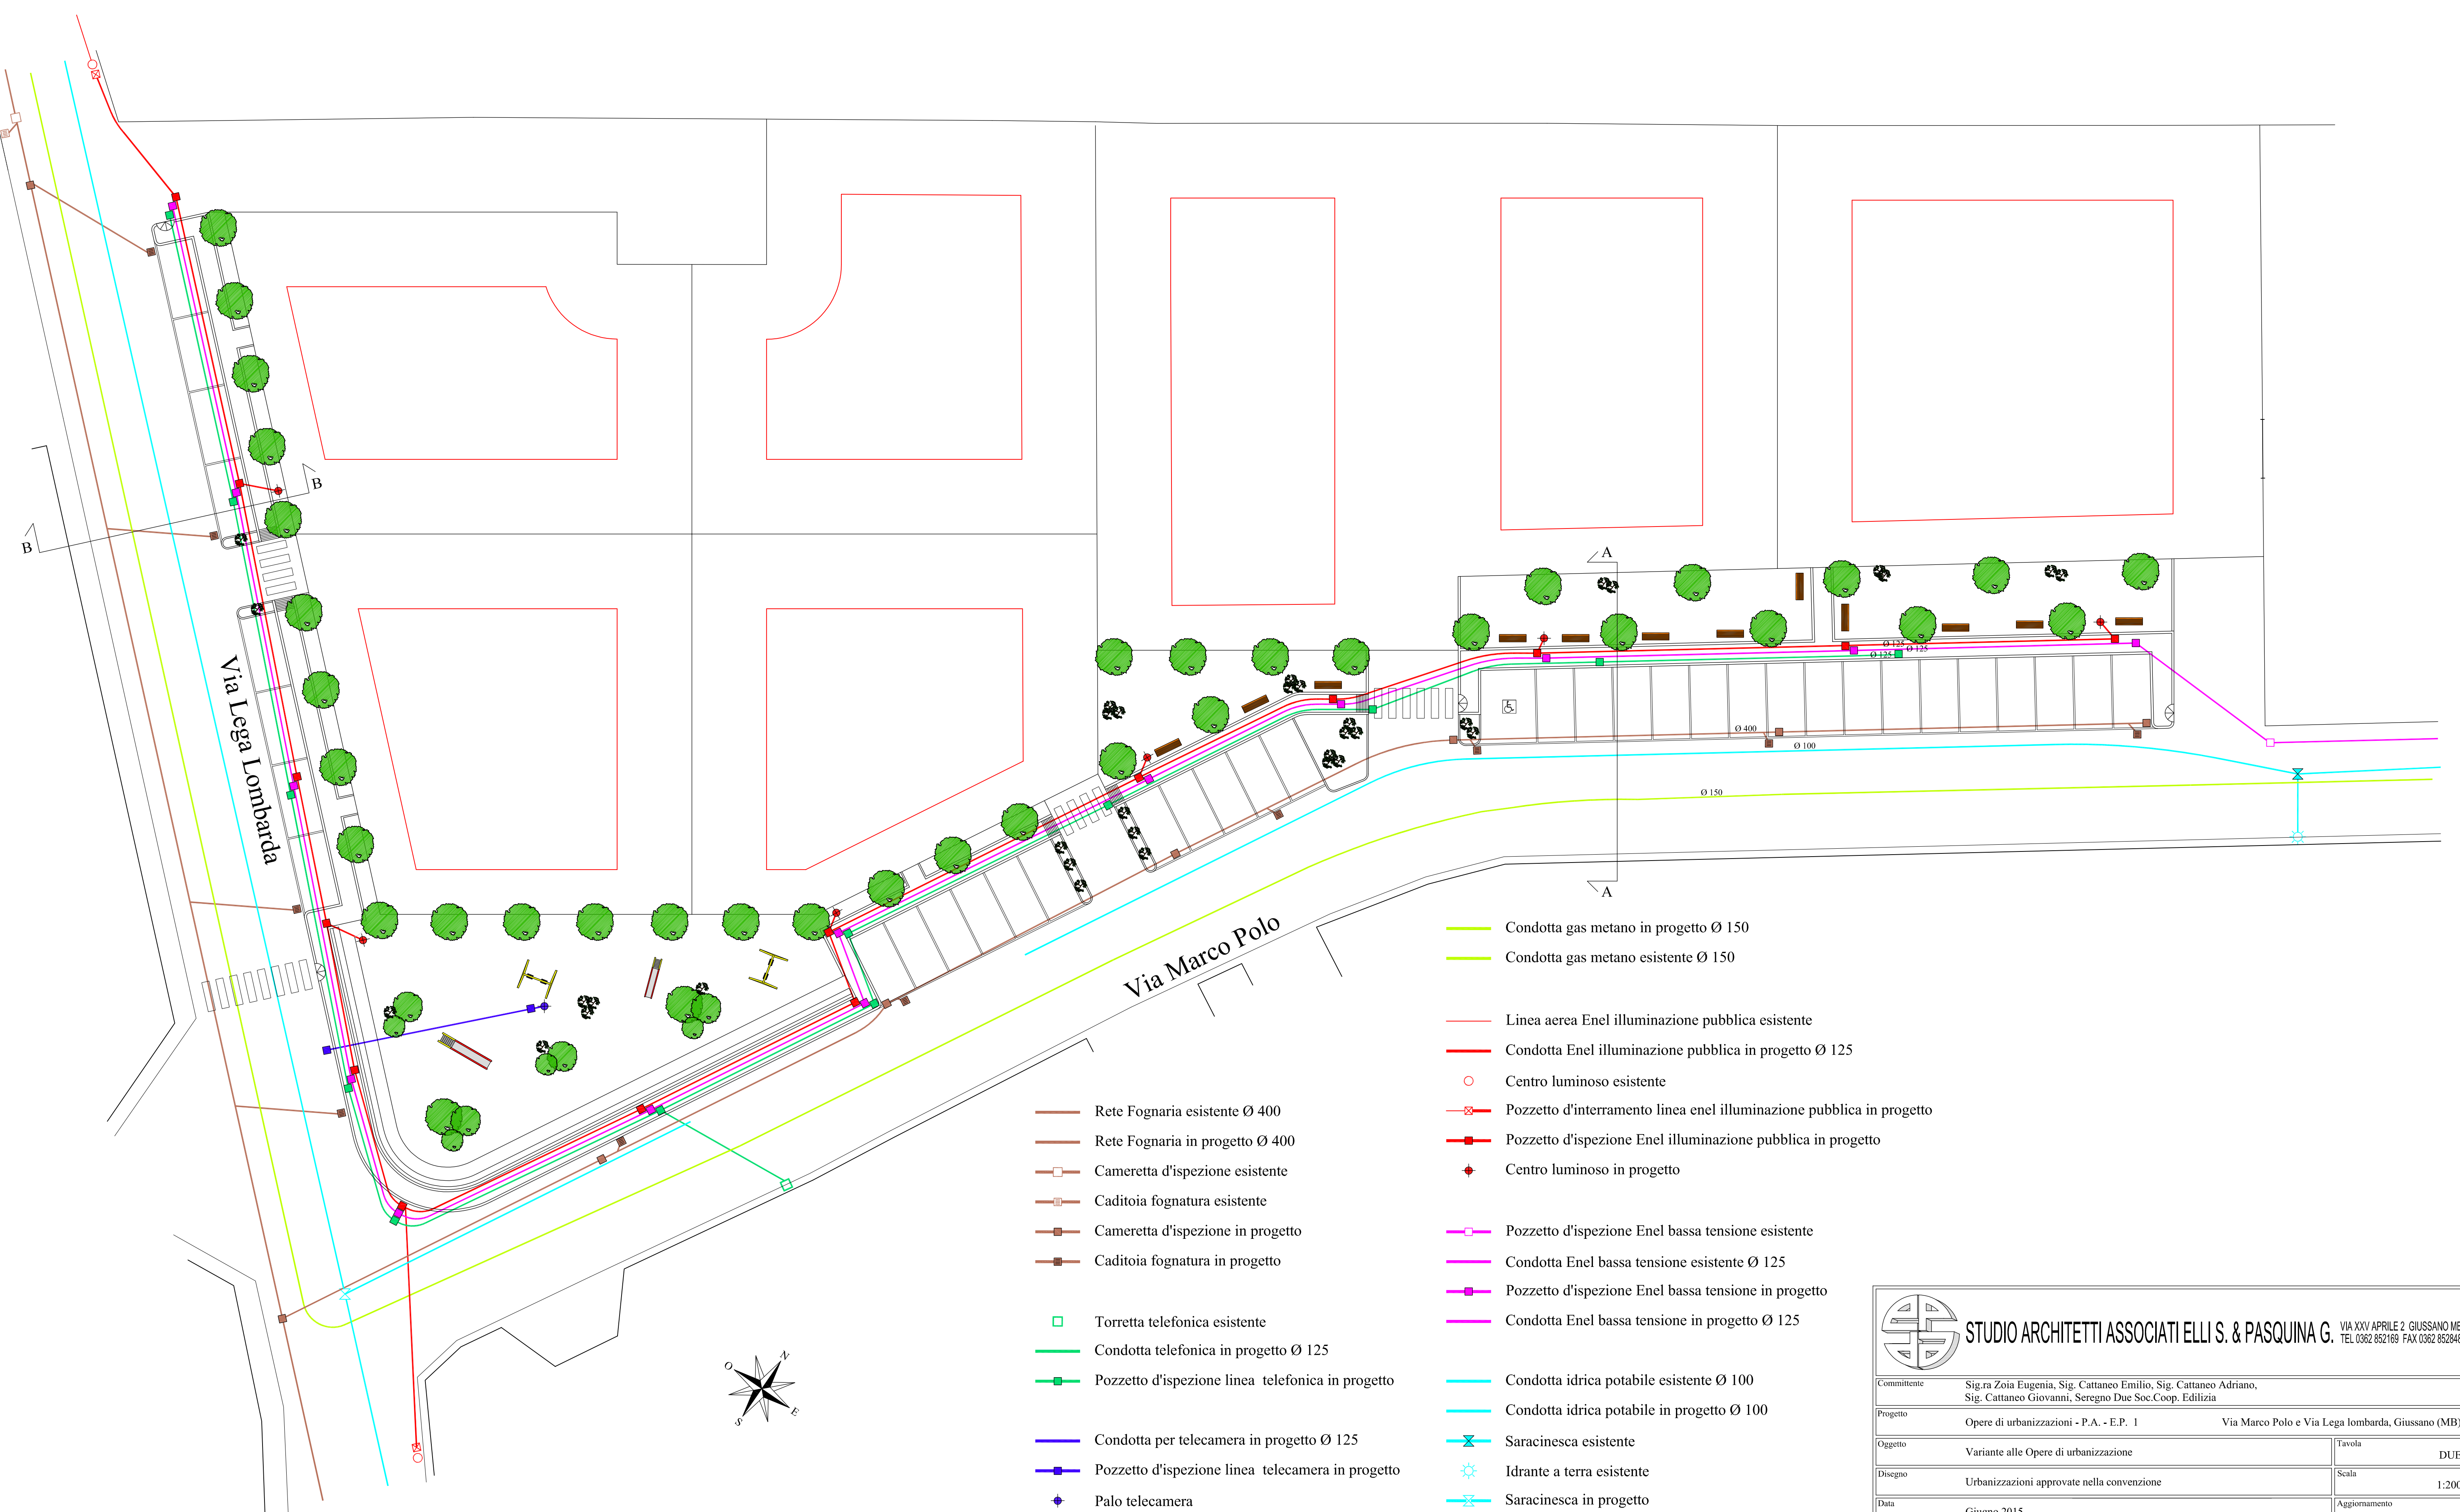 B
B
Via Lega Lombarda
A
Ø 125
Ø 125
Ø 125
Ø 400
Ø 100
Ø 150
A
Via Marco Polo
Condotta gas metano in progetto Ø 150
Condotta gas metano esistente Ø 150
Linea aerea Enel illuminazione pubblica esistente
Condotta Enel illuminazione pubblica in progetto Ø 125
Centro luminoso esistente
Pozzetto d'interramento linea enel illuminazione pubblica in progetto
Pozzetto d'ispezione Enel illuminazione pubblica in progetto
Centro luminoso in progetto
Rete Fognaria esistente Ø 400
Rete Fognaria in progetto Ø 400
Cameretta d'ispezione esistente
Caditoia fognatura esistente
Cameretta d'ispezione in progetto
Caditoia fognatura in progetto
Pozzetto d'ispezione Enel bassa tensione esistente
Condotta Enel bassa tensione esistente Ø 125
Pozzetto d'ispezione Enel bassa tensione in progetto
Condotta Enel bassa tensione in progetto Ø 125
Torretta telefonica esistente
Condotta telefonica in progetto Ø 125
Pozzetto d'ispezione linea telefonica in progetto
Condotta idrica potabile esistente Ø 100
Condotta idrica potabile in progetto Ø 100
Saracinesca esistente
Idrante a terra esistente
Saracinesca in progetto
Condotta per telecamera in progetto Ø 125
Pozzetto d'ispezione linea telecamera in progetto
Palo telecamera
N
O
S
E
STUDIO ARCHITETTI ASSOCIATI ELLI S. & PASQUINA G.
VIA XXV APRILE 2 GIUSSANO
TEL 0362 852169 FAX 0362 85284
Committente
Sig.ra Zoia Eugenia, Sig. Cattaneo Emilio, Sig. Cattaneo Adriano,
Sig. Cattaneo Giovanni, Seregno Due Soc.Coop. Edilizia
Progetto
Opere di urbanizzazioni - P.A. - E.P. 1 Via Marco Polo e Via Lega lombarda, Giussano (MB)
Oggetto
Variante alle Opere di urbanizzazione
Tavola
DUE
Disegno
Urbanizzazioni approvate nella convenzione
Scala
1:200
Data
Giugno 2015
Aggiornamento